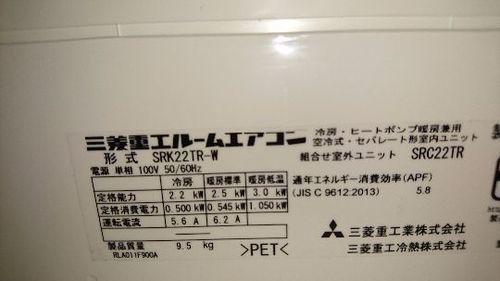 三菱重工ルームエアコン
冷房・ヒートポンプ暖房兼用
空冷式・セパレート形室内ユニット
形式 SRK22TR-W
組合せ室外ユニット SRC22TR
電源 単相 100V 50/60Hz
冷房 暖房標準 暖房低温
定格能力 2.2 kW 2.5 kW 3.0 kW
定格消費電力 0.500 kW 0.545 kW 1.050 kW
運転電流 5.6 A 6.2 A
通年エネルギー消費効率(APF)
(JIS C 9612:2013) 5.8
製品質量 9.5 kg
RLA011F900A
>PET<
三菱重工業株式会社
三菱重工冷熱株式会社